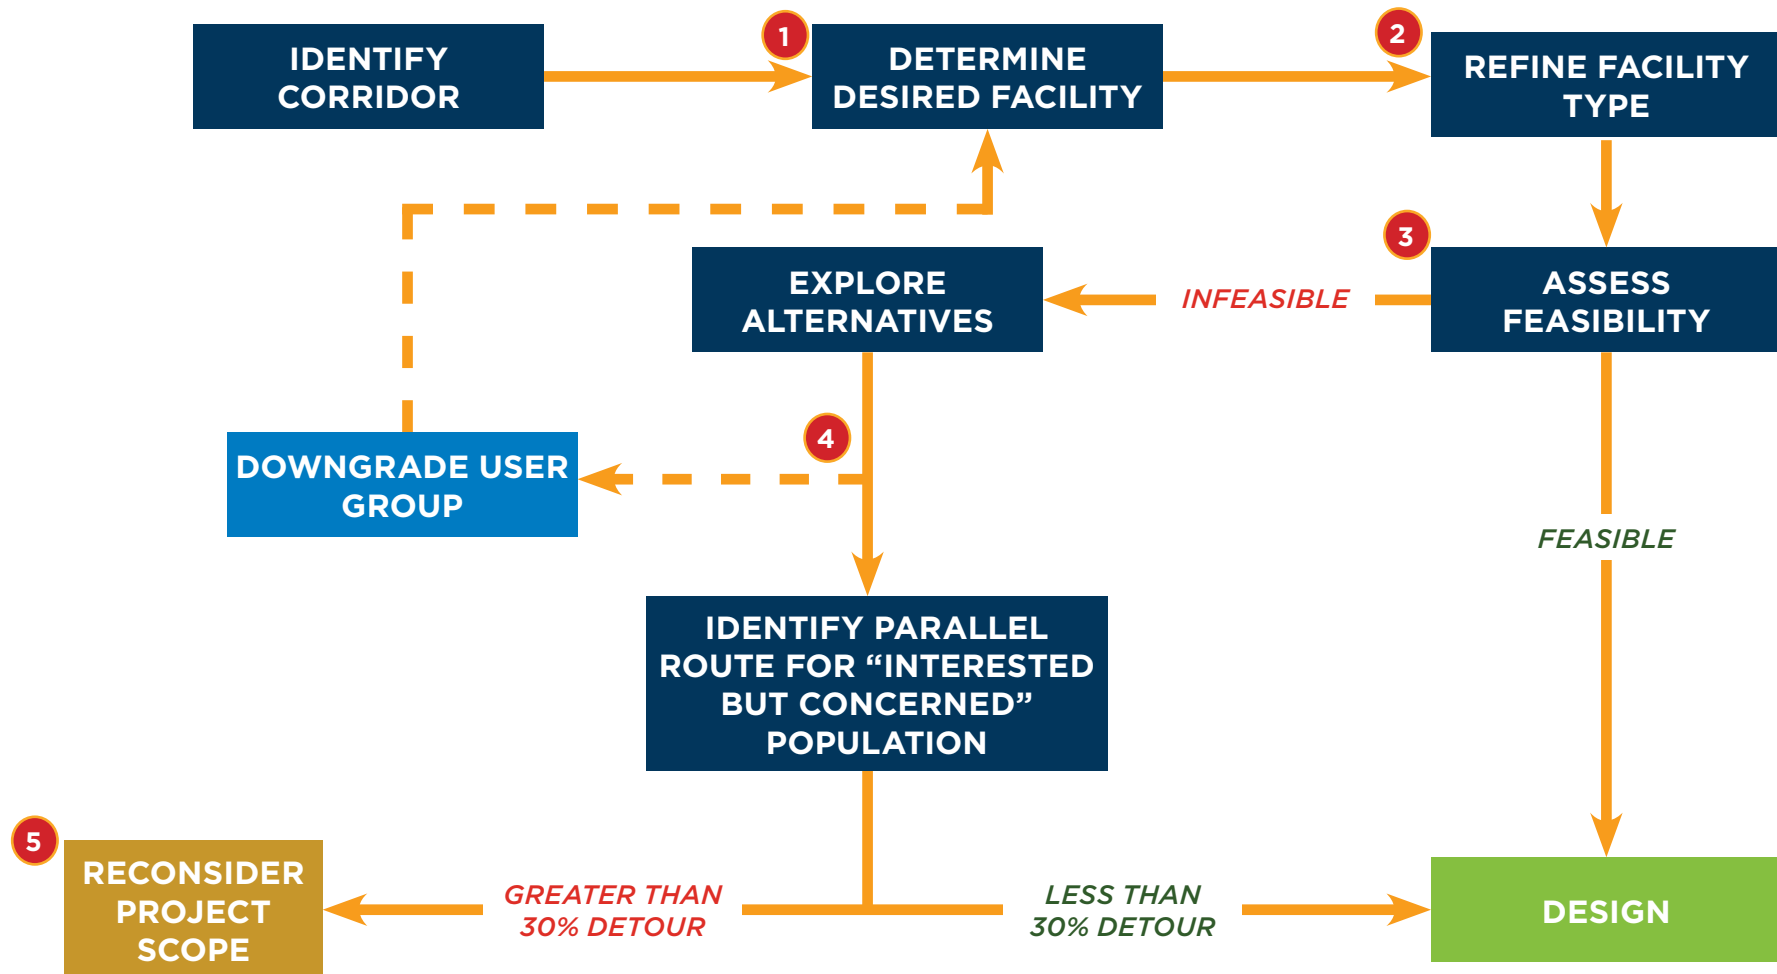 1
2
IDENTIFY
CORRIDOR
DETERMINE
DESIRED FACILITY
REFINE FACILITY
TYPE
3
EXPLORE
ALTERNATIVES
INFEASIBLE
ASSESS
FEASIBILITY
4
DOWNGRADE USER
GROUP
FEASIBLE
IDENTIFY PARALLEL
ROUTE FOR “INTERESTED
BUT CONCERNED”
POPULATION
5
RECONSIDER
PROJECT
SCOPE
GREATER THAN
30% DETOUR
LESS THAN
30% DETOUR
DESIGN